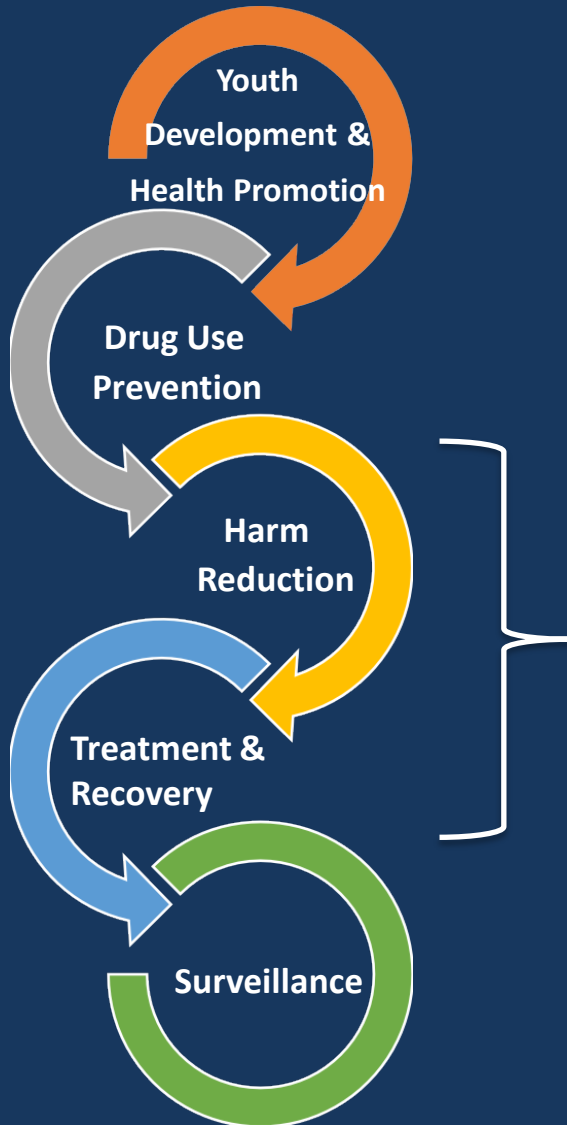 Youth
Development &
Health Promotion
Drug Use
Prevention
Harm
Reduction
Treatment &
Recovery
Surveillance